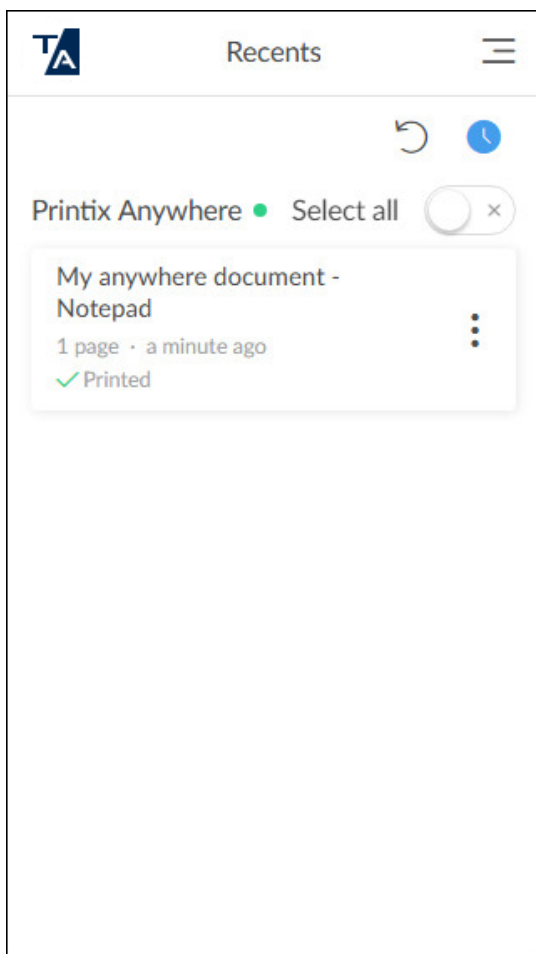 TA
Recents
Printix Anywhere Select all
My anywhere document -
Notepad
1 page · a minute ago
Printed